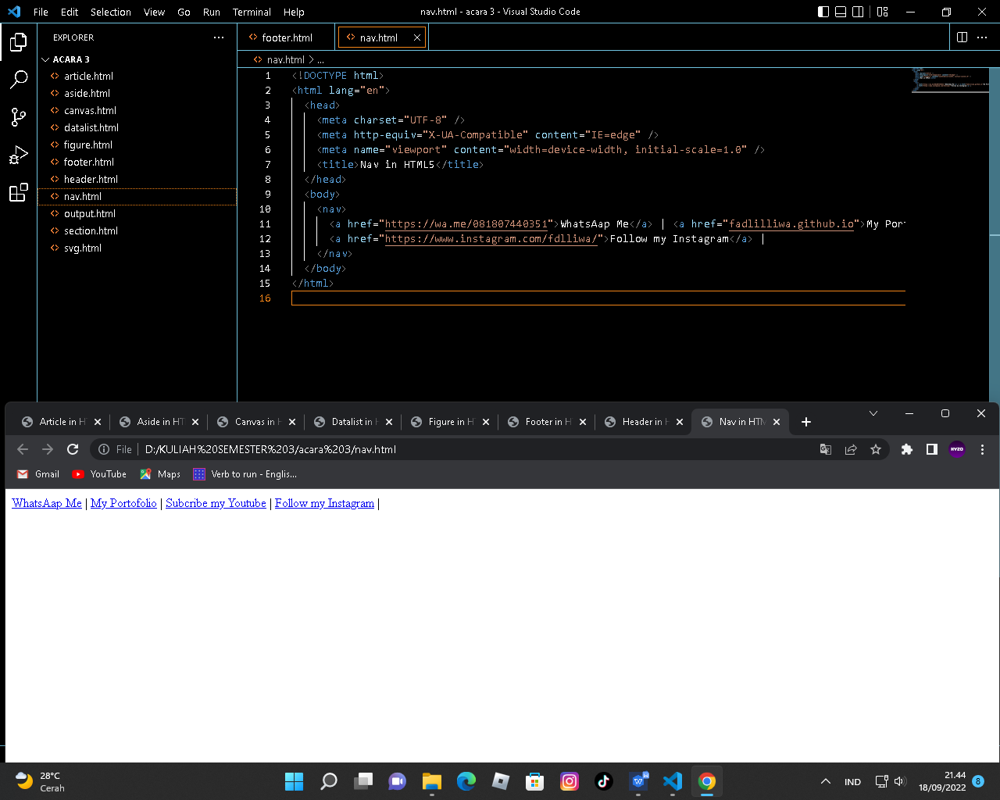 File Edit Selection View Go Run Terminal Help nav.html - acara 3 - Visual Studio Code
EXPLORER
footer.html nav.html
ACARA 3
nav.html > ...
article.html
aside.html
canvas.html
datalist.html
figure.html
footer.html
header.html
nav.html
output.html
section.html
svg.html
1 <!DOCTYPE html>
2 <html lang="en">
3 <head>
4 <meta charset="UTF-8" />
5 <meta http-equiv="X-UA-Compatible" content="IE=edge" />
6 <meta name="viewport" content="width=device-width, initial-scale=1.0" />
7 <title>Nav in HTML5</title>
8 </head>
9 <body>
10 <nav>
11 <a href="https://wa.me/081807440351">WhatsAap Me</a> | <a href="fadlilliwa.github.io">My Por
12 <a href="https://www.instagram.com/fdlliwa/">Follow my Instagram</a> |
13 </nav>
14 </body>
15 </html>
16
Article in H Aside in HT Canvas in H Datalist in H Figure in HT Footer in H Header in H Nav in HTM
File D:/KULIAH%20SEMESTER%203/acara%203/nav.html
Gmail YouTube Maps Verb to run - Englis...
WhatsAap Me | My Portofolio | Subcribe my Youtube | Follow my Instagram |
28°C
Cerah
IND
21.44
18/09/2022
8